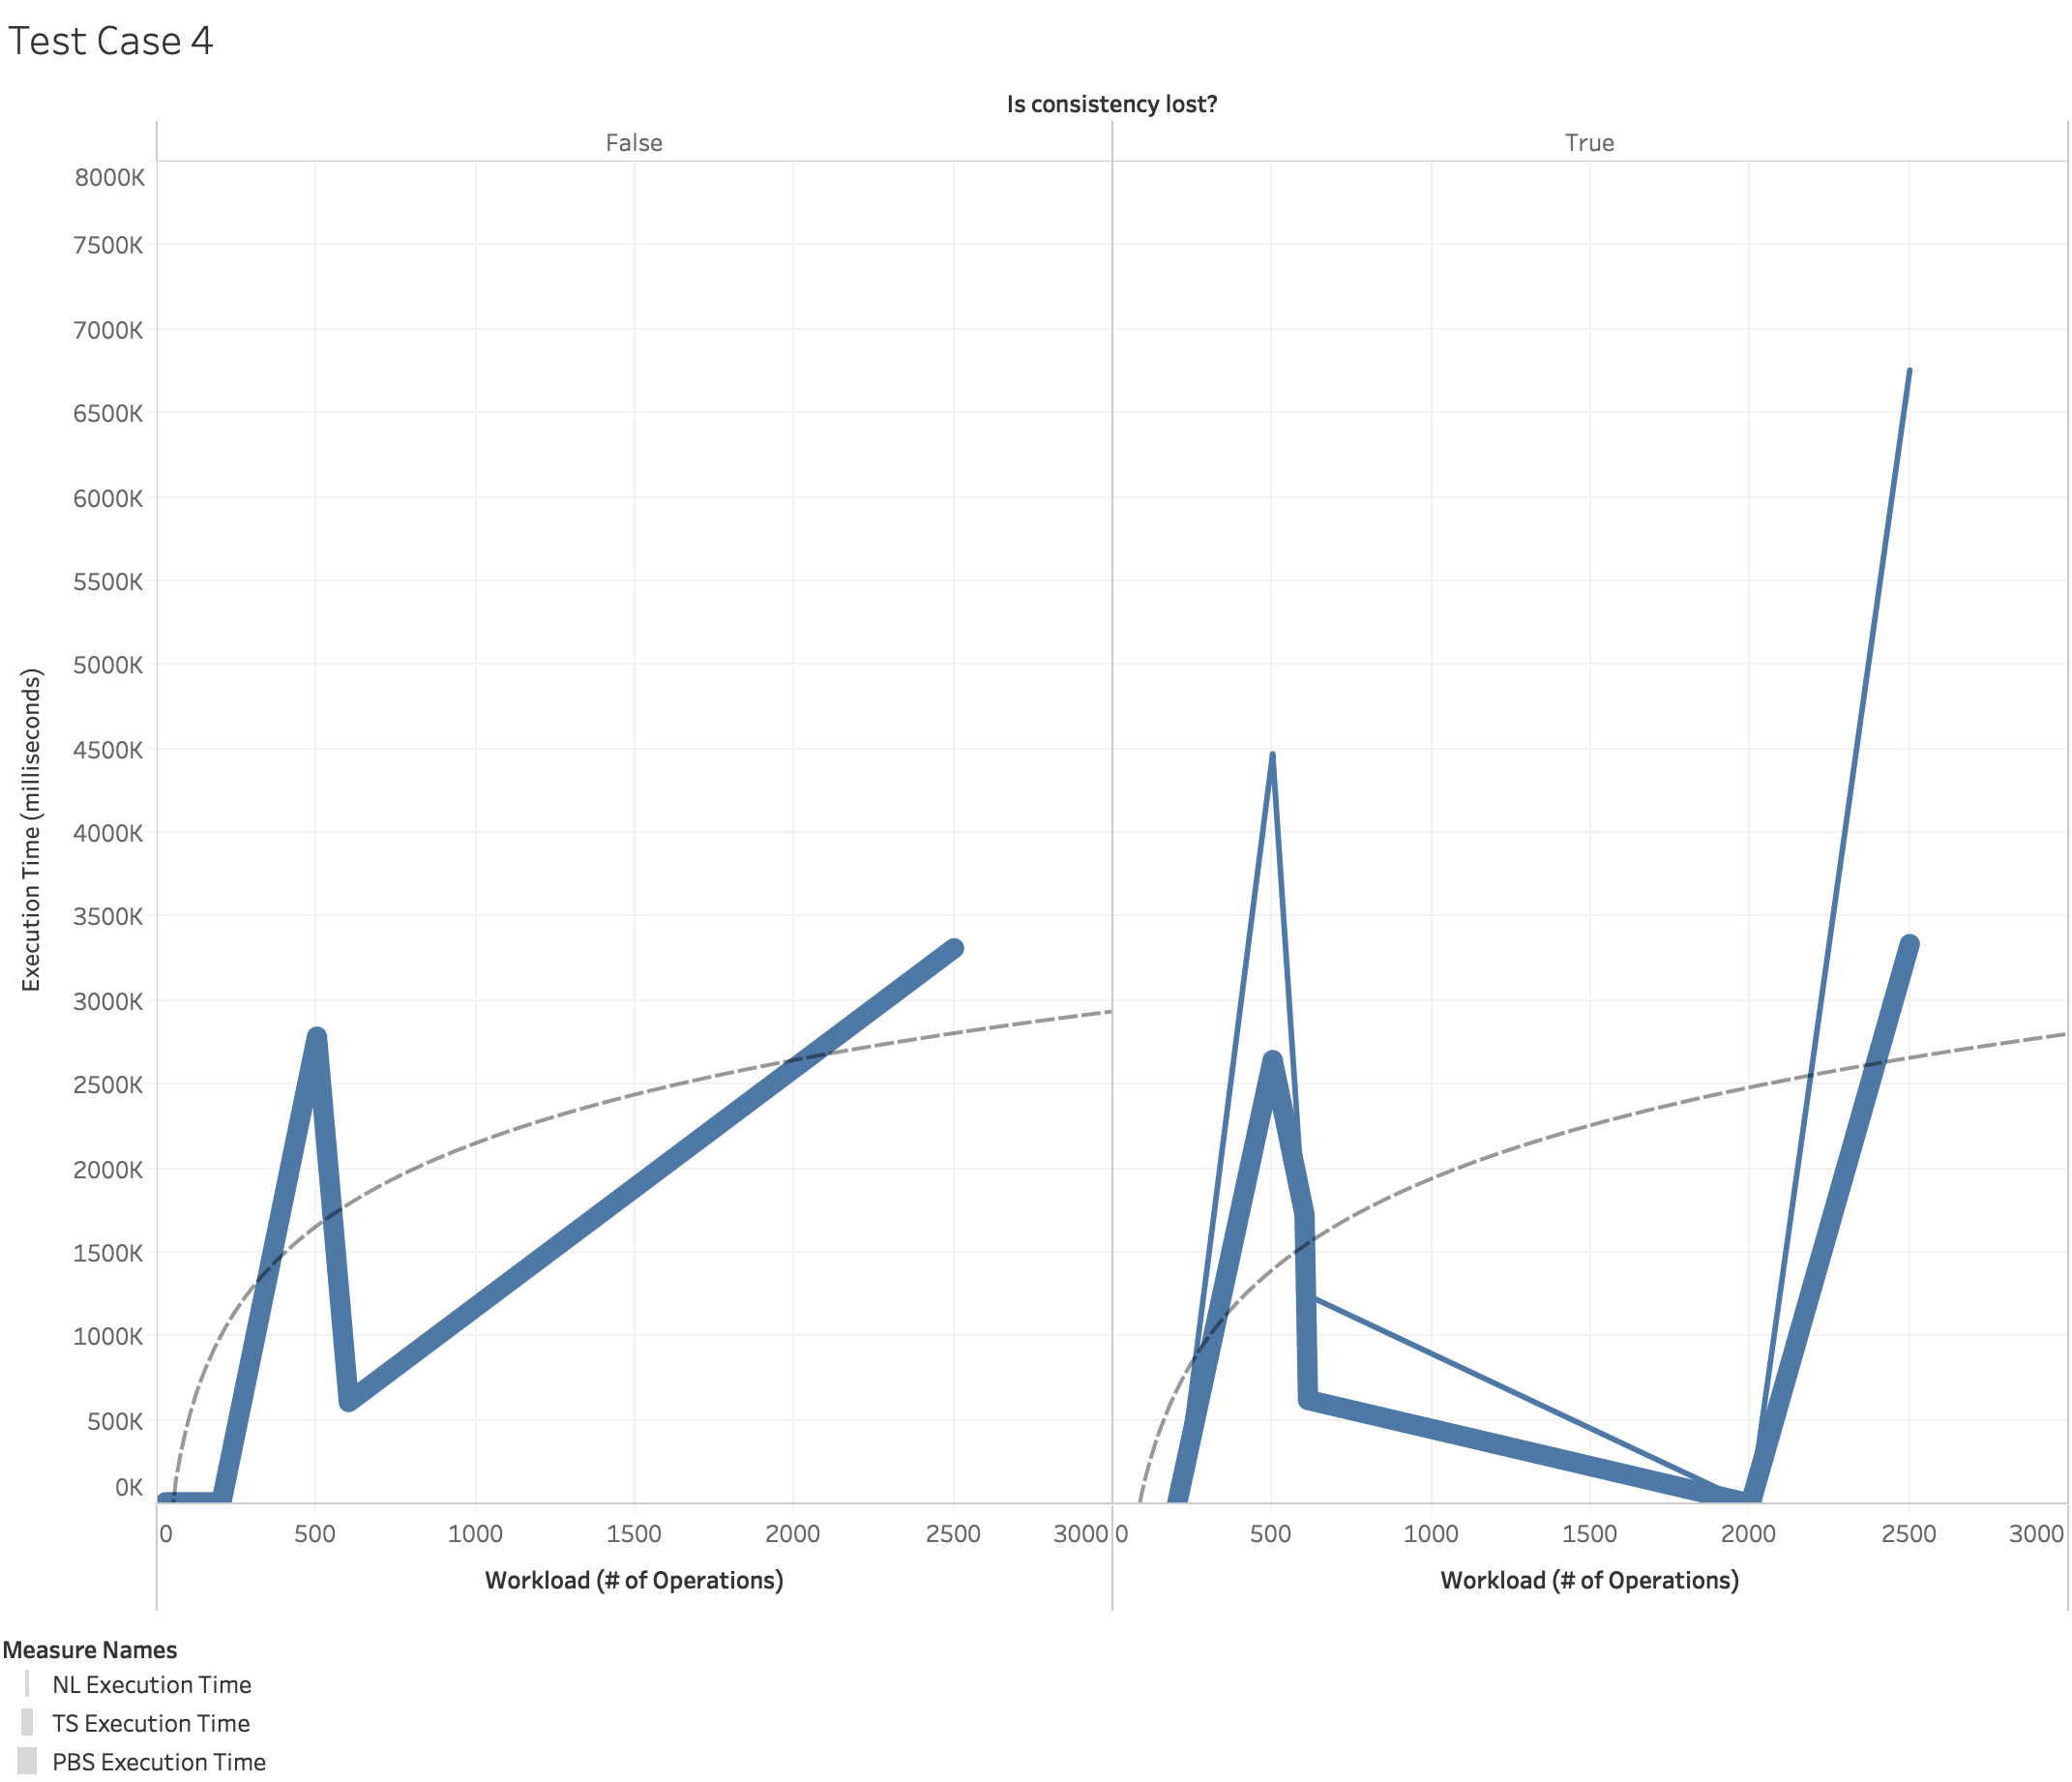 Test Case 4
Is consistency lost?
False True
8000K
7500K
7000K
6500K
6000K
5500K
5000K
4500K
4000K
3500K
3000K
2500K
2000K
1500K
1000K
500K
0K
Execution Time (milliseconds)
0 500 1000 1500 2000 2500 3000 0 500 1000 1500 2000 2500 3000
Workload (# of Operations) Workload (# of Operations)
Measure Names
NL Execution Time
TS Execution Time
PBS Execution Time